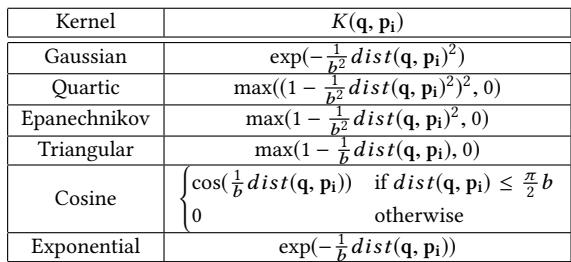 Kernel K(q, pᵢ)
Gaussian exp(−1/b² dist(q, pᵢ)²)
Quartic max((1 − 1/b² dist(q, pᵢ)²)², 0)
Epanechnikov max(1 − 1/b² dist(q, pᵢ)², 0)
Triangular max(1 − 1/b dist(q, pᵢ), 0)
Cosine { cos(1/b dist(q, pᵢ)) if dist(q, pᵢ) ≤ π/2 b
0 otherwise
Exponential exp(−1/b dist(q, pᵢ))